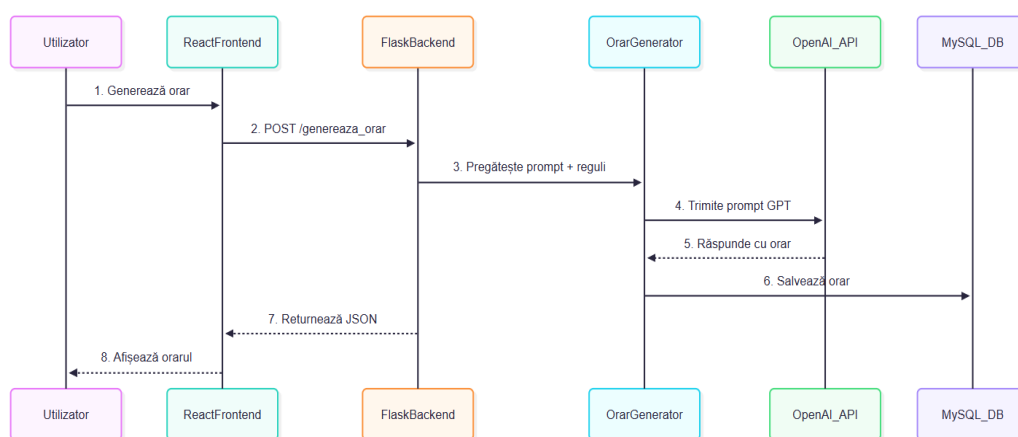 Utilizator
ReactFrontend
FlaskBackend
OrarGenerator
OpenAI_API
MySQL_DB
1. Generează orar
2. POST /genereaza_orar
3. Pregătește prompt + reguli
4. Trimite prompt GPT
5. Răspunde cu orar
6. Salvează orar
7. Returnează JSON
8. Afișează orarul
Utilizator
ReactFrontend
FlaskBackend
OrarGenerator
OpenAI_API
MySQL_DB